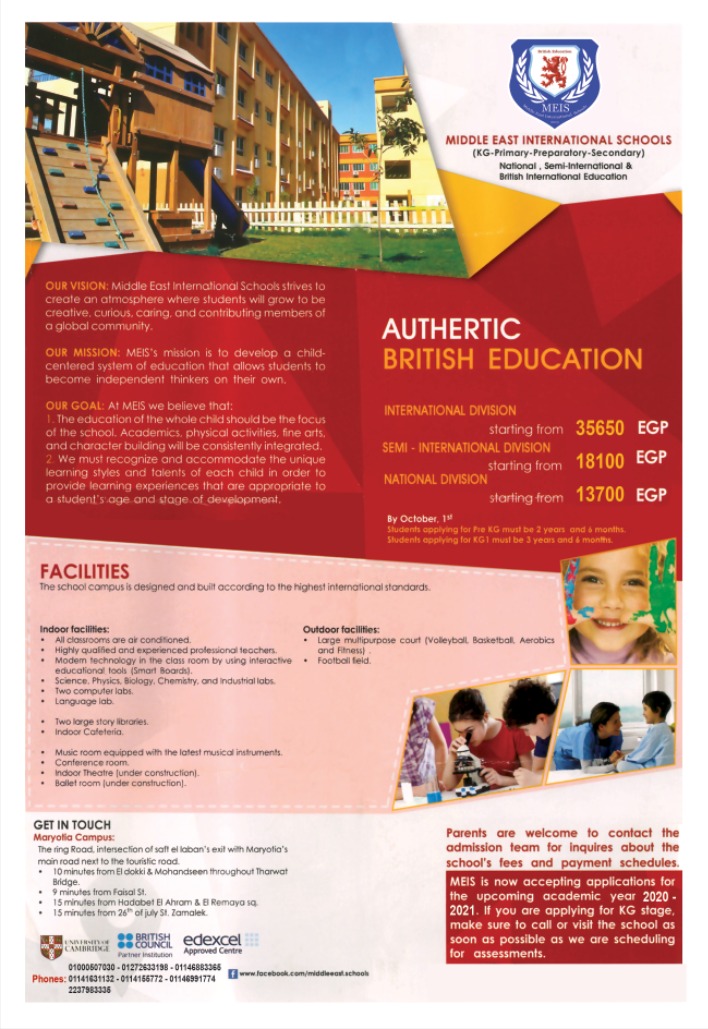 British Education
MEIS
MIDDLE EAST INTERNATIONAL SCHOOLS
(KG-Primary-Preparatory-Secondary)
National , Semi-International &
British International Education
OUR VISION: Middle East International Schools strives to
create an atmosphere where students will grow to be
creative, curious, caring, and contributing members of
a global community.
OUR MISSION: MEIS's mission is to develop a child-
centered system of education that allows students to
become independent thinkers on their own.
OUR GOAL: At MEIS we believe that:
1. The education of the whole child should be the focus
of the school. Academics, physical activities, fine arts,
and character building will be consistently integrated.
2. We must recognize and accommodate the unique
learning styles and talents of each child in order to
provide learning experiences that are appropriate to
a student's age and stage of development.
AUTHERTIC
BRITISH EDUCATION
INTERNATIONAL DIVISION
starting from 35650 EGP
SEMI - INTERNATIONAL DIVISION
starting from 18100 EGP
NATIONAL DIVISION
starting from 13700 EGP
By October, 1st
Students applying for Pre KG must be 2 years and 6 months.
Students applying for KG1 must be 3 years and 6 months.
FACILITIES
The school campus is designed and built according to the highest international standards.
Indoor facilities:
• All classrooms are air conditioned.
• Highly qualified and experienced professional teachers.
• Modern technology in the class room by using interactive
educational tools (Smart Boards).
• Science, Physics, Biology, Chemistry, and Industrial labs.
• Two computer labs.
• Language lab.
• Two large story libraries.
• Indoor Cafeteria.
• Music room equipped with the latest musical instruments.
• Conference room.
• Indoor Theatre (under construction).
• Ballet room (under construction).
Outdoor facilities:
• Large multipurpose court (Volleyball, Basketball, Aerobics
and Fitness) .
• Football field.
GET IN TOUCH
Maryotia Campus:
The ring Road, intersection of saft el laban's exit with Maryotia's
main road next to the touristic road.
• 10 minutes from El dokki & Mohandseen throughout Tharwat
Bridge.
• 9 minutes from Faisal St.
• 15 minutes from Hadabet El Ahram & El Remaya sq.
• 15 minutes from 26th of july St. Zamalek.
UNIVERSITY OF
CAMBRIDGE
BRITISH
COUNCIL
Partner Institution
edexcel
Approved Centre
01000507030 - 01272633198 - 01146883365
Phones: 01141631132 - 0114155772 - 01146991774
2237983335
www.facebook.com/middleeast.schools
Parents are welcome to contact the
admission team for inquires about the
school's fees and payment schedules.
MEIS is now accepting applications for
the upcoming academic year 2020 -
2021. If you are applying for KG stage,
make sure to call or visit the school as
soon as possible as we are scheduling
for assessments.